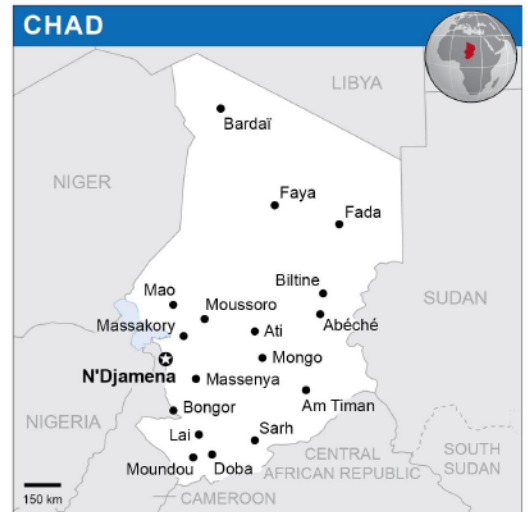 CHAD
LIBYA
Bardaï
NIGER
Faya
Fada
Biltine
Mao
SUDAN
Moussoro
Massakory
Abéché
Ati
Mongo
N'Djamena
Massenya
Am Timan
Bongor
NIGERIA
Sarh
Lai
CENTRAL
AFRICAN REPUBLIC
SOUTH
SUDAN
Moundou
Doba
150 km
CAMEROON